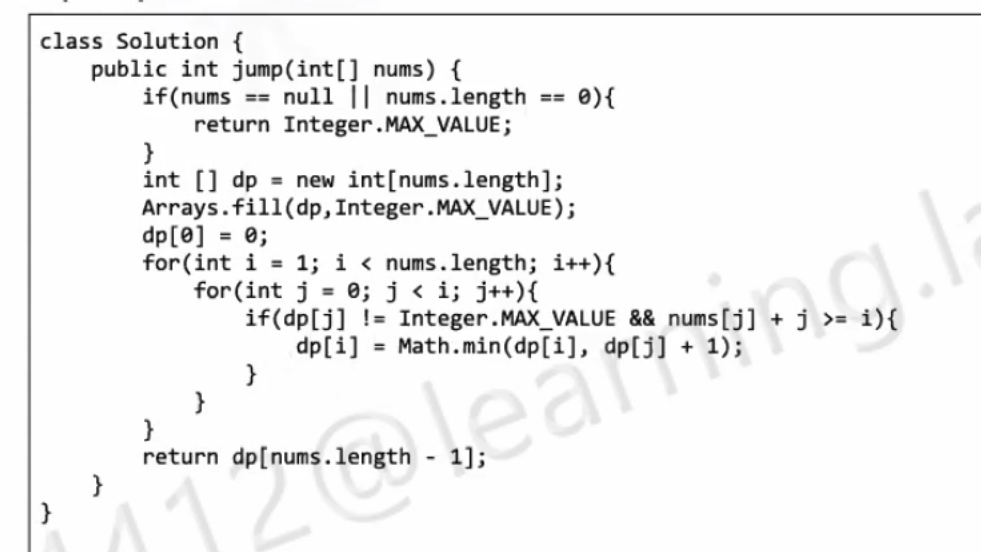 class Solution {
    public int jump(int[] nums) {
        if(nums == null || nums.length == 0){
            return Integer.MAX_VALUE;
        }
        int [] dp = new int[nums.length];
        Arrays.fill(dp,Integer.MAX_VALUE);
        dp[0] = 0;
        for(int i = 1; i < nums.length; i++){
            for(int j = 0; j < i; j++){
                if(dp[j] != Integer.MAX_VALUE && nums[j] + j >= i){
                    dp[i] = Math.min(dp[i], dp[j] + 1);
                }
            }
        }
        return dp[nums.length - 1];
    }
}
412@learning.l